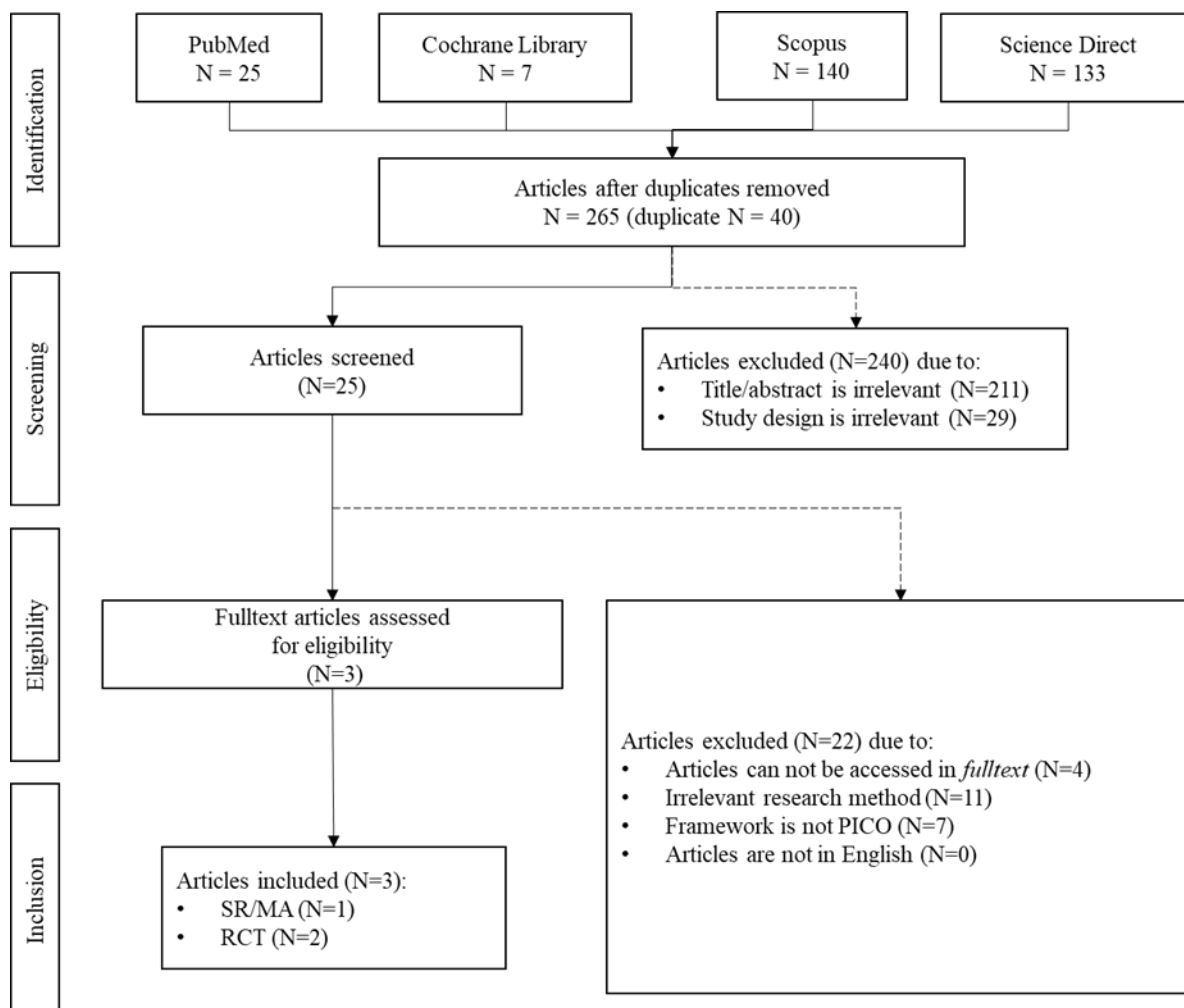 Identification
PubMed
N = 25
Cochrane Library
N = 7
Scopus
N = 140
Science Direct
N = 133
Articles after duplicates removed
N = 265 (duplicate N = 40)
Screening
Articles screened
(N=25)
Articles excluded (N=240) due to:
• Title/abstract is irrelevant (N=211)
• Study design is irrelevant (N=29)
Eligibility
Fulltext articles assessed
for eligibility
(N=3)
Articles excluded (N=22) due to:
• Articles can not be accessed in fulltext (N=4)
• Irrelevant research method (N=11)
• Framework is not PICO (N=7)
• Articles are not in English (N=0)
Inclusion
Articles included (N=3):
• SR/MA (N=1)
• RCT (N=2)